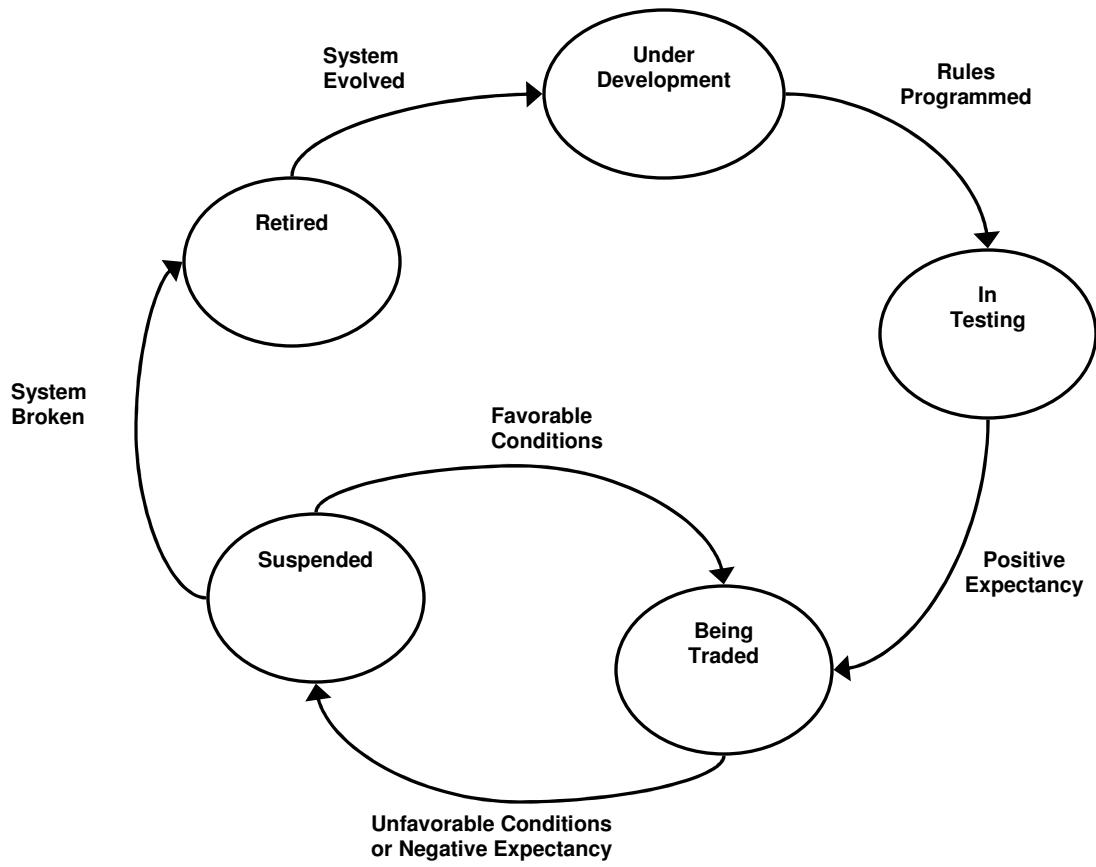 System
Evolved
Under
Development
Rules
Programmed
Retired
In
Testing
System
Broken
Favorable
Conditions
Suspended
Positive
Expectancy
Being
Traded
Unfavorable Conditions
or Negative Expectancy